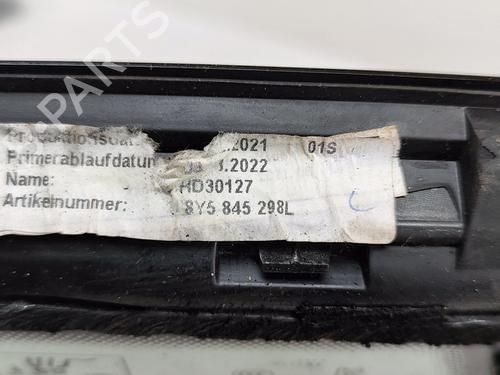 PARTS
.2021 01S
Primerablaufdatum .2022
Name: HD30127
Artikelnummer: 8Y5 845 298L